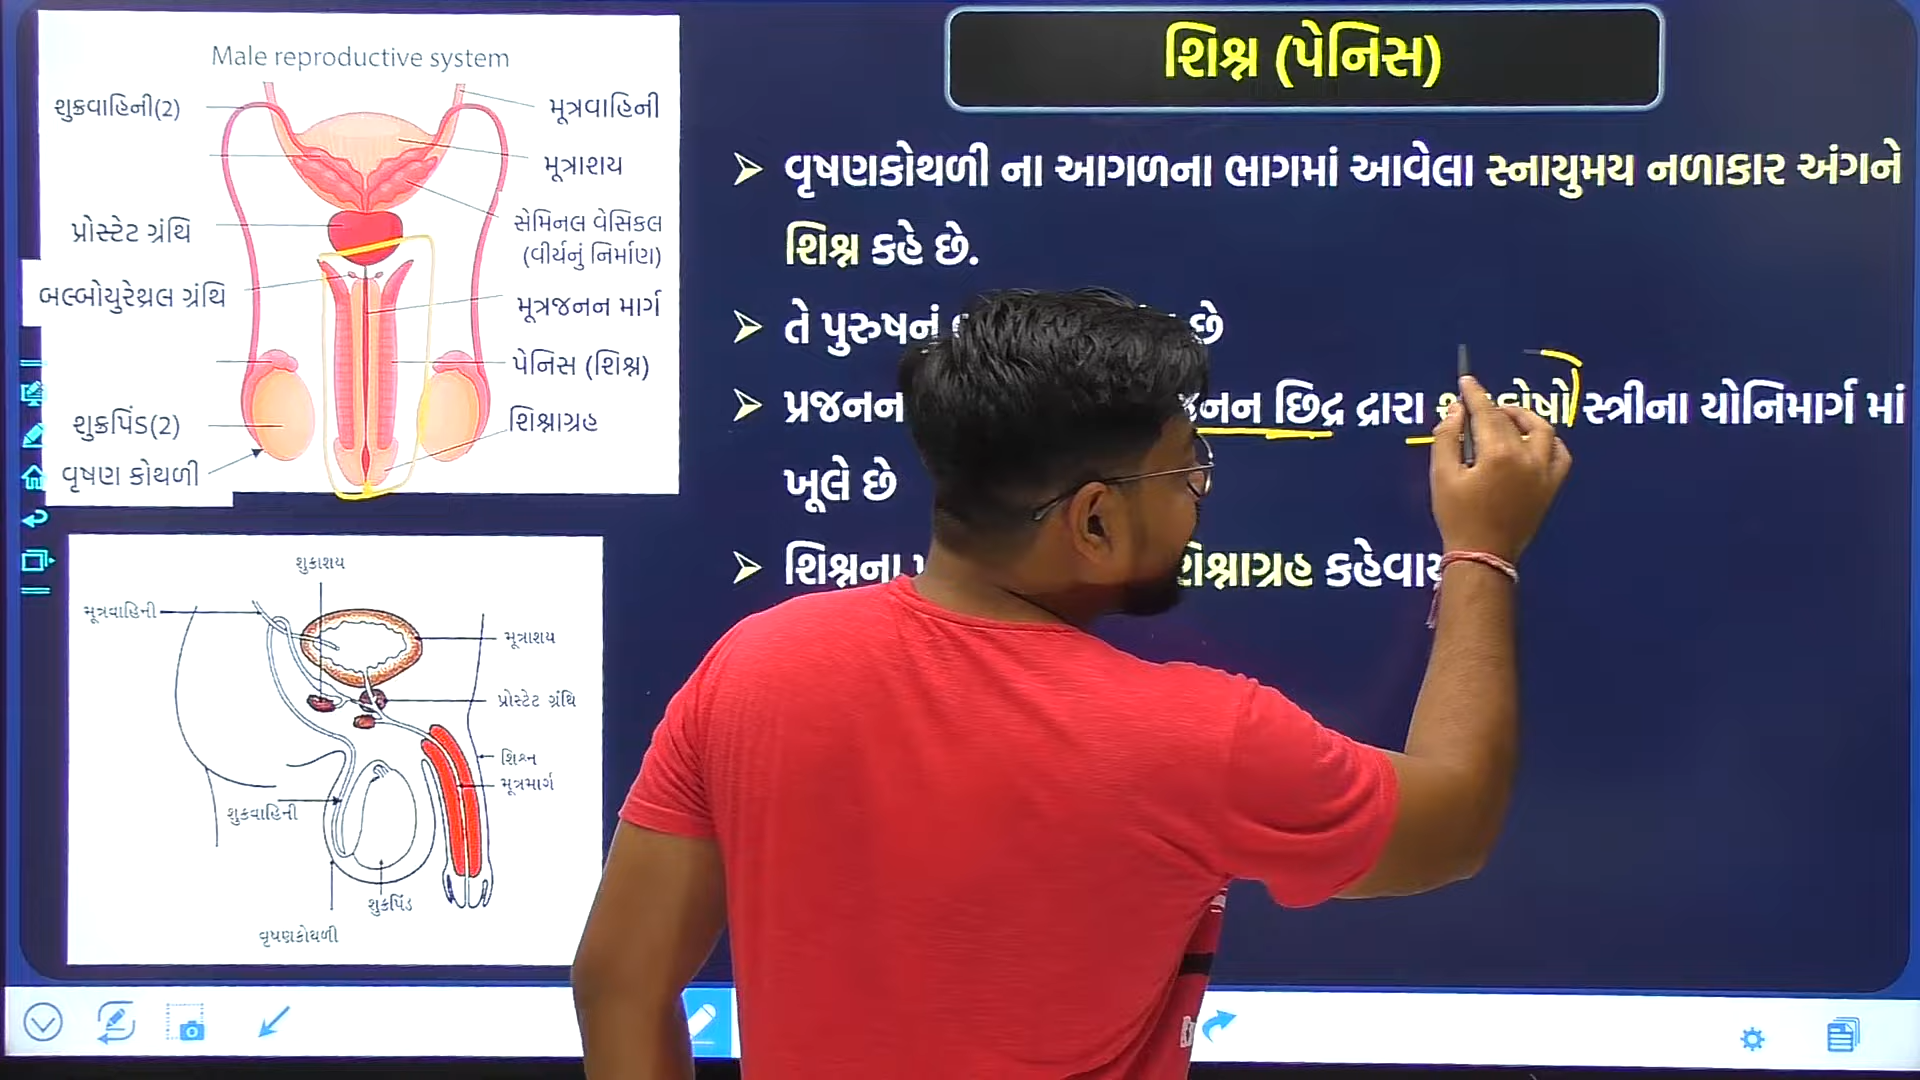 Male reproductive system
શુક્રવાહિની(2)
મૂત્રવાહિની
મૂત્રાશય
પ્રોસ્ટેટ ગ્રંથિ
સેમિનલ વેસિકલ
(વીર્યનું નિર્માણ)
બલ્બોયુરેથ્રલ ગ્રંથિ
મૂત્રજનન માર્ગ
પેનિસ (શિશ્ન)
શુક્રપિંડ(2)
શિશ્નાગ્રહ
વૃષણ કોથળી
શુક્રાશય
મૂત્રવાહિની
મૂત્રાશય
પ્રોસ્ટેટ ગ્રંથિ
શિશ્ન
મૂત્રમાર્ગ
શુક્રવાહિની
શુક્રપિંડ
વૃષણકોથળી
શિશ્ન (પેનિસ)
➢ વૃષણકોથળી ના આગળના ભાગમાં આવેલા સ્નાયુમય નળાકાર અંગને
શિશ્ન કહે છે.
➢ તે પુરુષનું છે
➢ પ્રજનન છિદ્ર દ્રારા સ્ત્રીના યોનિમાર્ગ માં
ખૂલે છે
➢ શિશ્નના